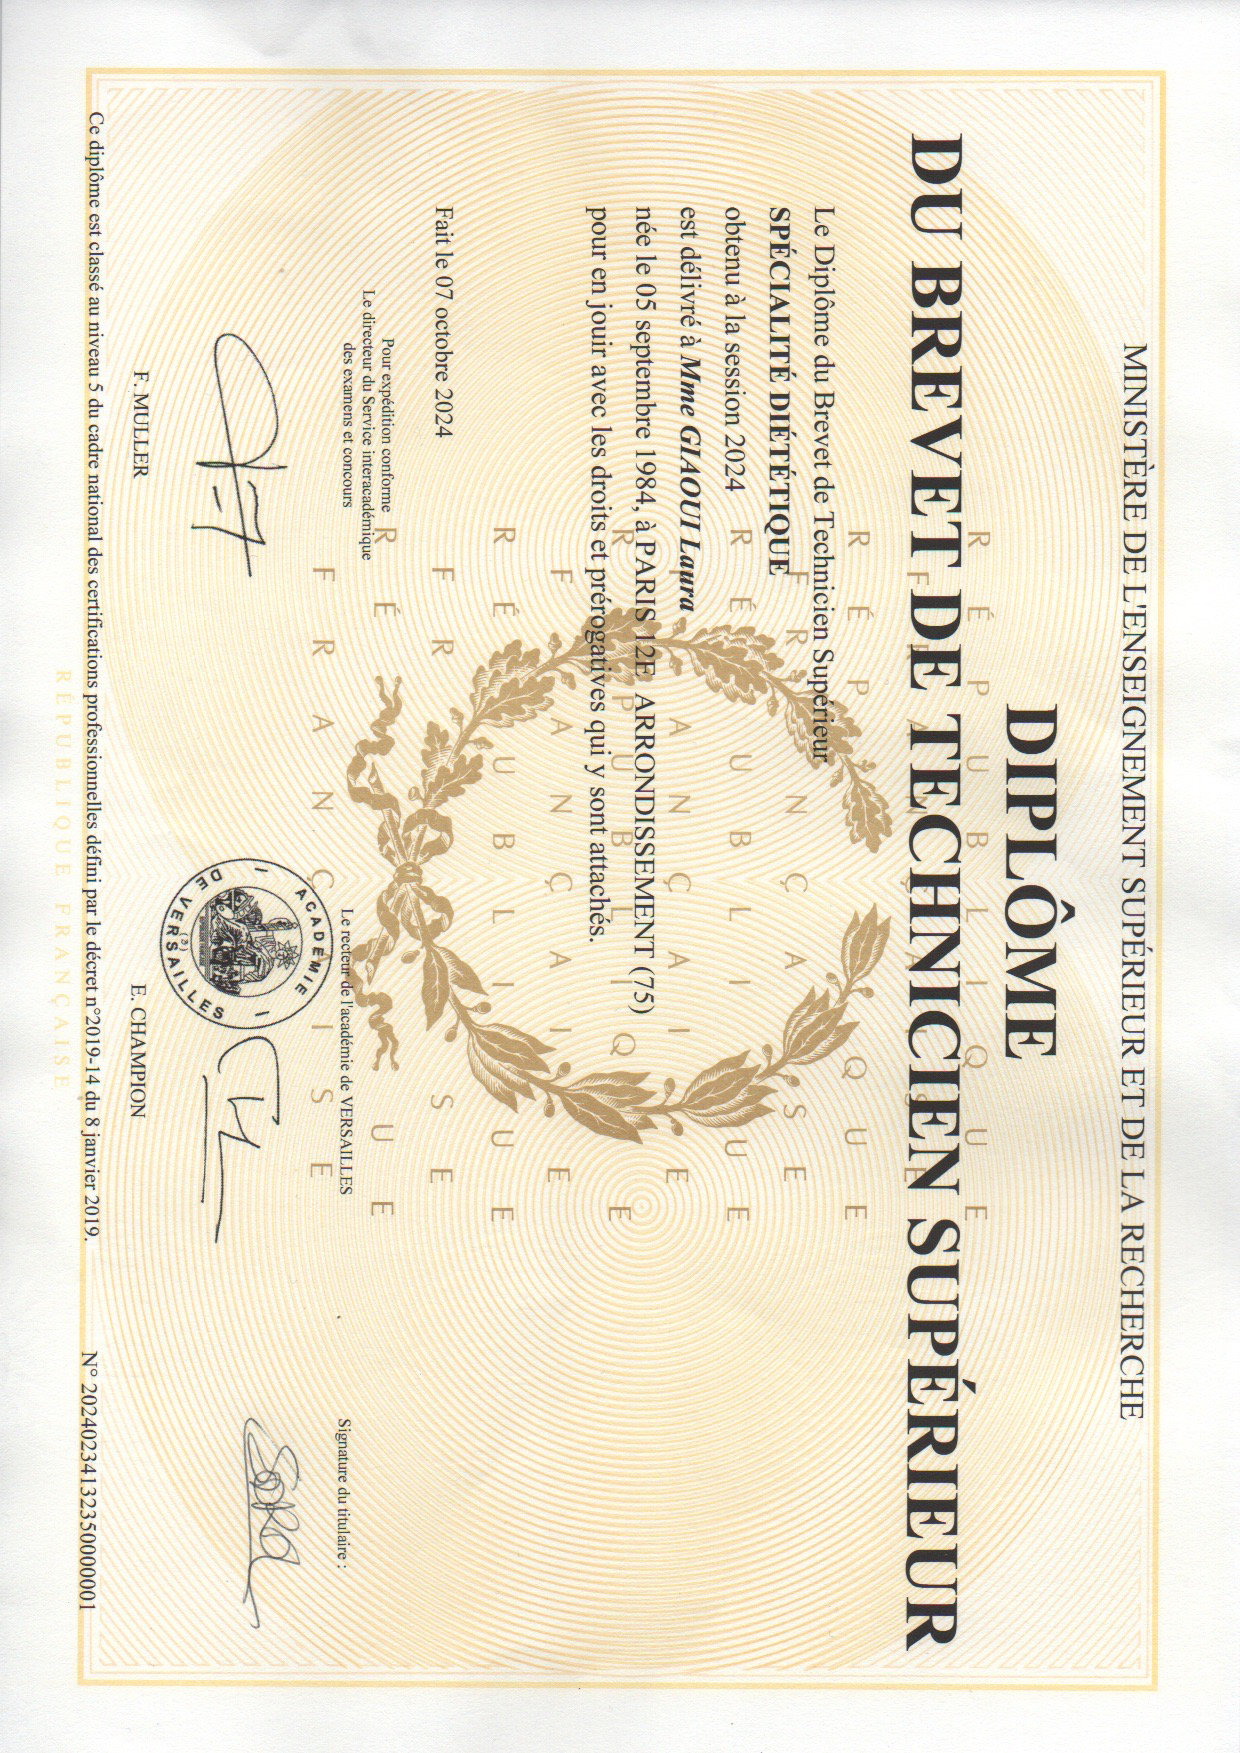 MINISTÈRE DE L'ENSEIGNEMENT SUPÉRIEUR ET DE LA RECHERCHE
DIPLÔME
DU BREVET DE TECHNICIEN SUPÉRIEUR
Le Diplôme du Brevet de Technicien Supérieur
SPÉCIALITÉ DIÉTÉTIQUE
obtenu à la session 2024
est délivré à Mme GIAOUI Laura
née le 05 septembre 1984, à PARIS 12E ARRONDISSEMENT (75)
pour en jouir avec les droits et prérogatives qui y sont attachés.
Fait le 07 octobre 2024
Pour expédition conforme
Le directeur du Service interacadémique
des examens et concours
F. MULLER
Le recteur de l'académie de VERSAILLES
ACADÉMIE DE VERSAILLES
(3)
E. CHAMPION
Signature du titulaire :
Ce diplôme est classé au niveau 5 du cadre national des certifications professionnelles défini par le décret n°2019-14 du 8 janvier 2019.
N° 20240234132350000001
RÉPUBLIQUE FRANÇAISE